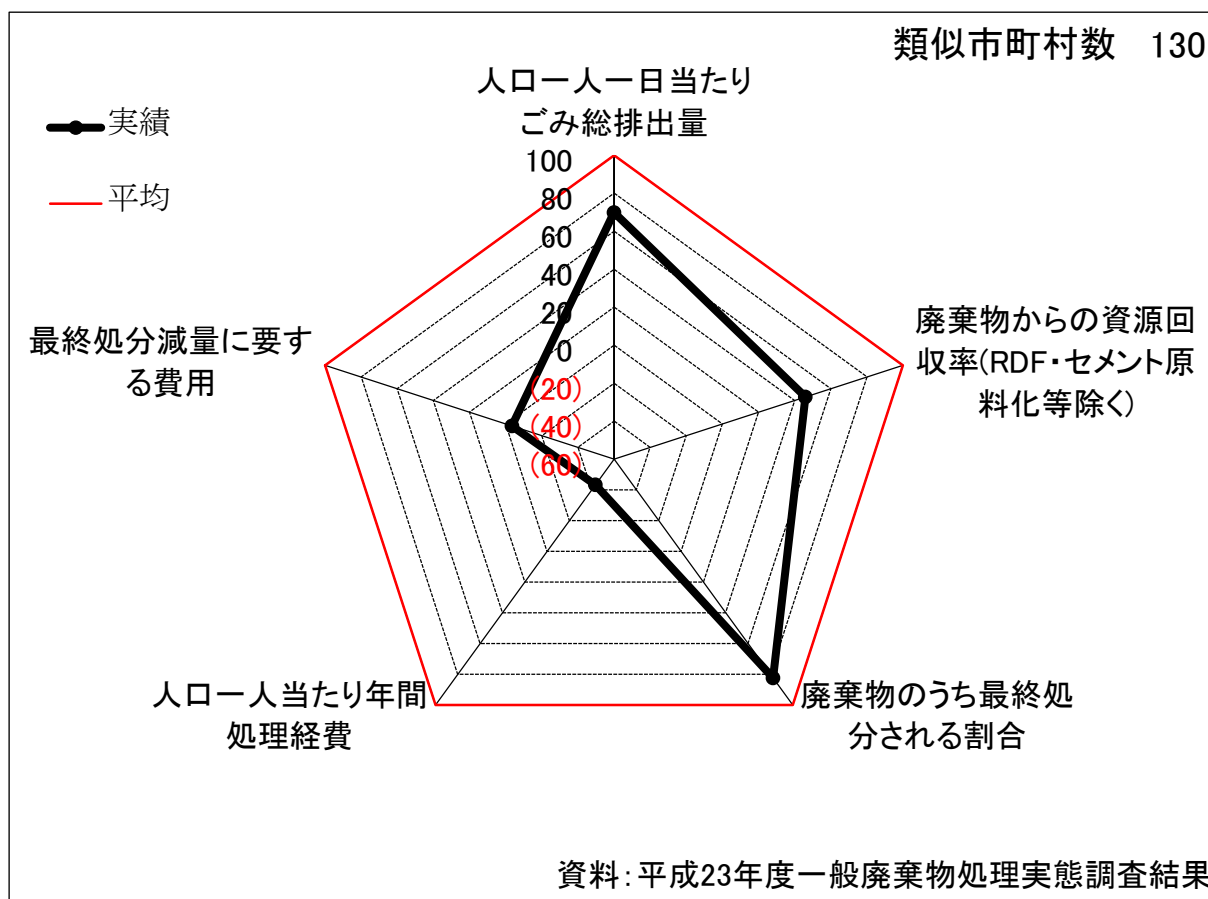 類似市町村数 130
人口一人一日当たり
ごみ総排出量
実績
平均
100
80
60
40
20
0
(20)
(40)
(60)
廃棄物からの資源回
収率(RDF・セメント原
料化等除く)
最終処分減量に要す
る費用
人口一人当たり年間
処理経費
廃棄物のうち最終処
分される割合
資料:平成23年度一般廃棄物処理実態調査結果